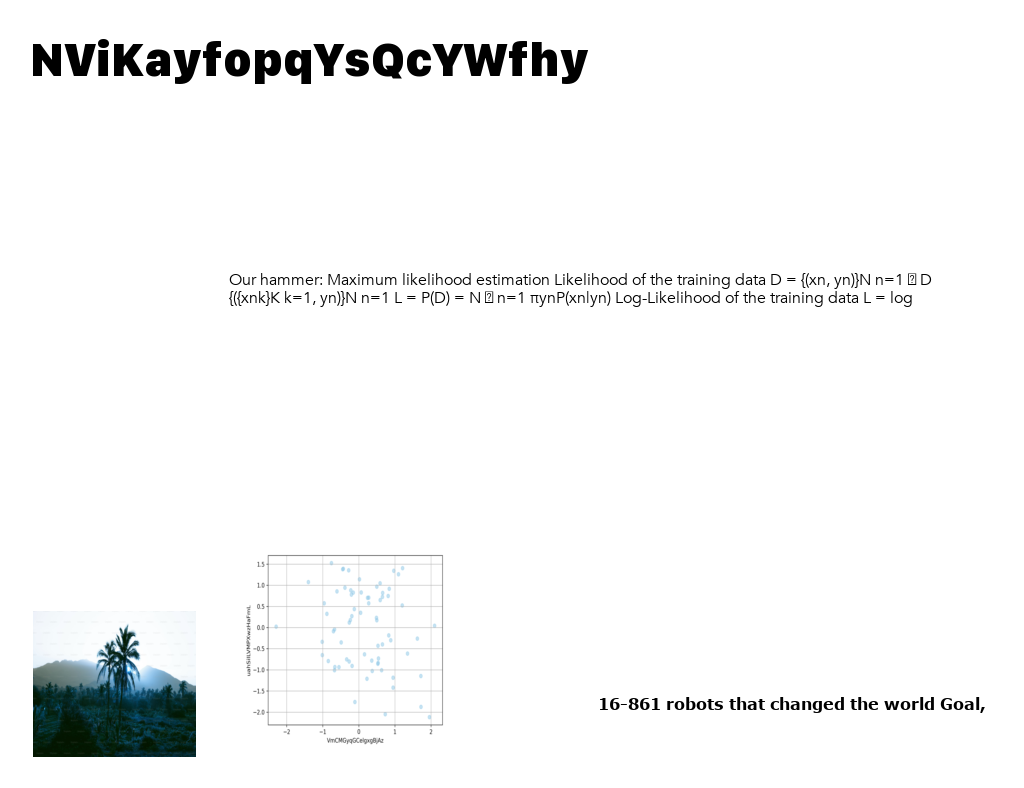 NViKayfopqYsQcYWfhy
Our hammer: Maximum likelihood estimation Likelihood of the training data D = {(xn, yn)}N n=1 D
{({xnk}K k=1, yn)}N n=1 L = P(D) = N n=1 πynP(xnlyn) Log-Likelihood of the training data L = log
1.5
1.0
0.5
0.0
−0.5
−1.0
−1.5
−2.0
−2 −1 0 1 2
16-861 robots that changed the world Goal,